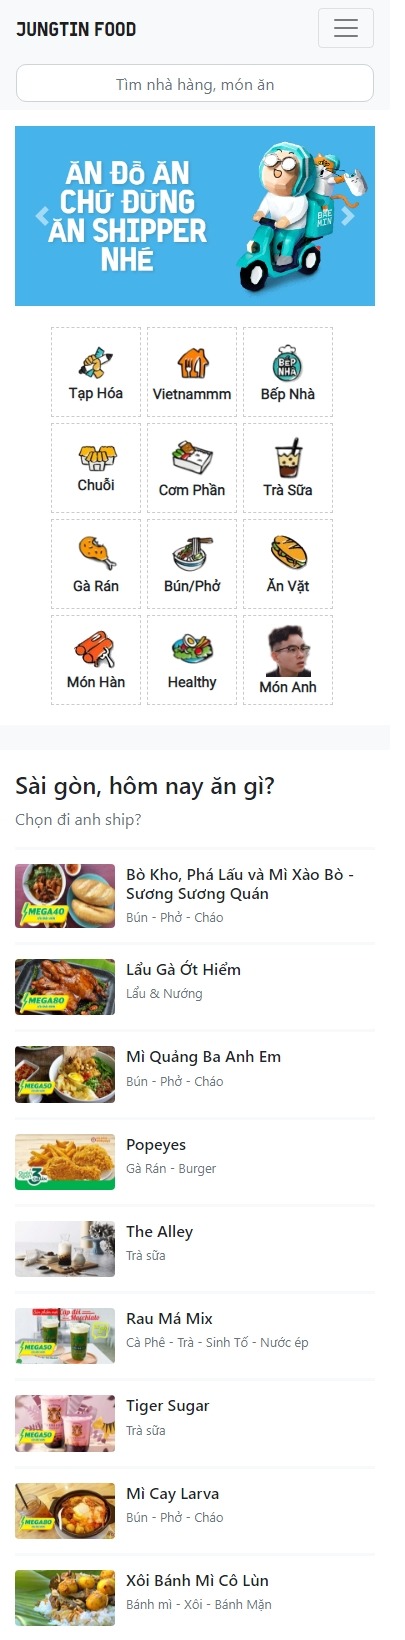 JUNGTIN FOOD
Tìm nhà hàng, món ăn
ĂN ĐỒ ĂN
CHỨ ĐỪNG
ĂN SHIPPER
NHÉ
BAE
MIN
Tạp Hóa
Vietnammm
BẾP
NHÀ
Bếp Nhà
Chuỗi
Cơm Phần
Trà Sữa
Gà Rán
Bún/Phở
Ăn Vặt
Món Hàn
Healthy
Món Anh
Sài gòn, hôm nay ăn gì?
Chọn đi anh ship?
MEGA40
Bò Kho, Phá Lấu và Mì Xào Bò -
Sương Sương Quán
Bún - Phở - Cháo
MEGA80
Lẩu Gà Ớt Hiểm
Lẩu & Nướng
MEGA50
Mì Quảng Ba Anh Em
Bún - Phở - Cháo
3
Popeyes
Gà Rán - Burger
The Alley
Trà sữa
Macchiato
MEGA50
Rau Má Mix
Cà Phê - Trà - Sinh Tố - Nước ép
MEGA50
Tiger Sugar
Trà sữa
MEGA80
Mì Cay Larva
Bún - Phở - Cháo
Xôi Bánh Mì Cô Lùn
Bánh mì - Xôi - Bánh Mặn